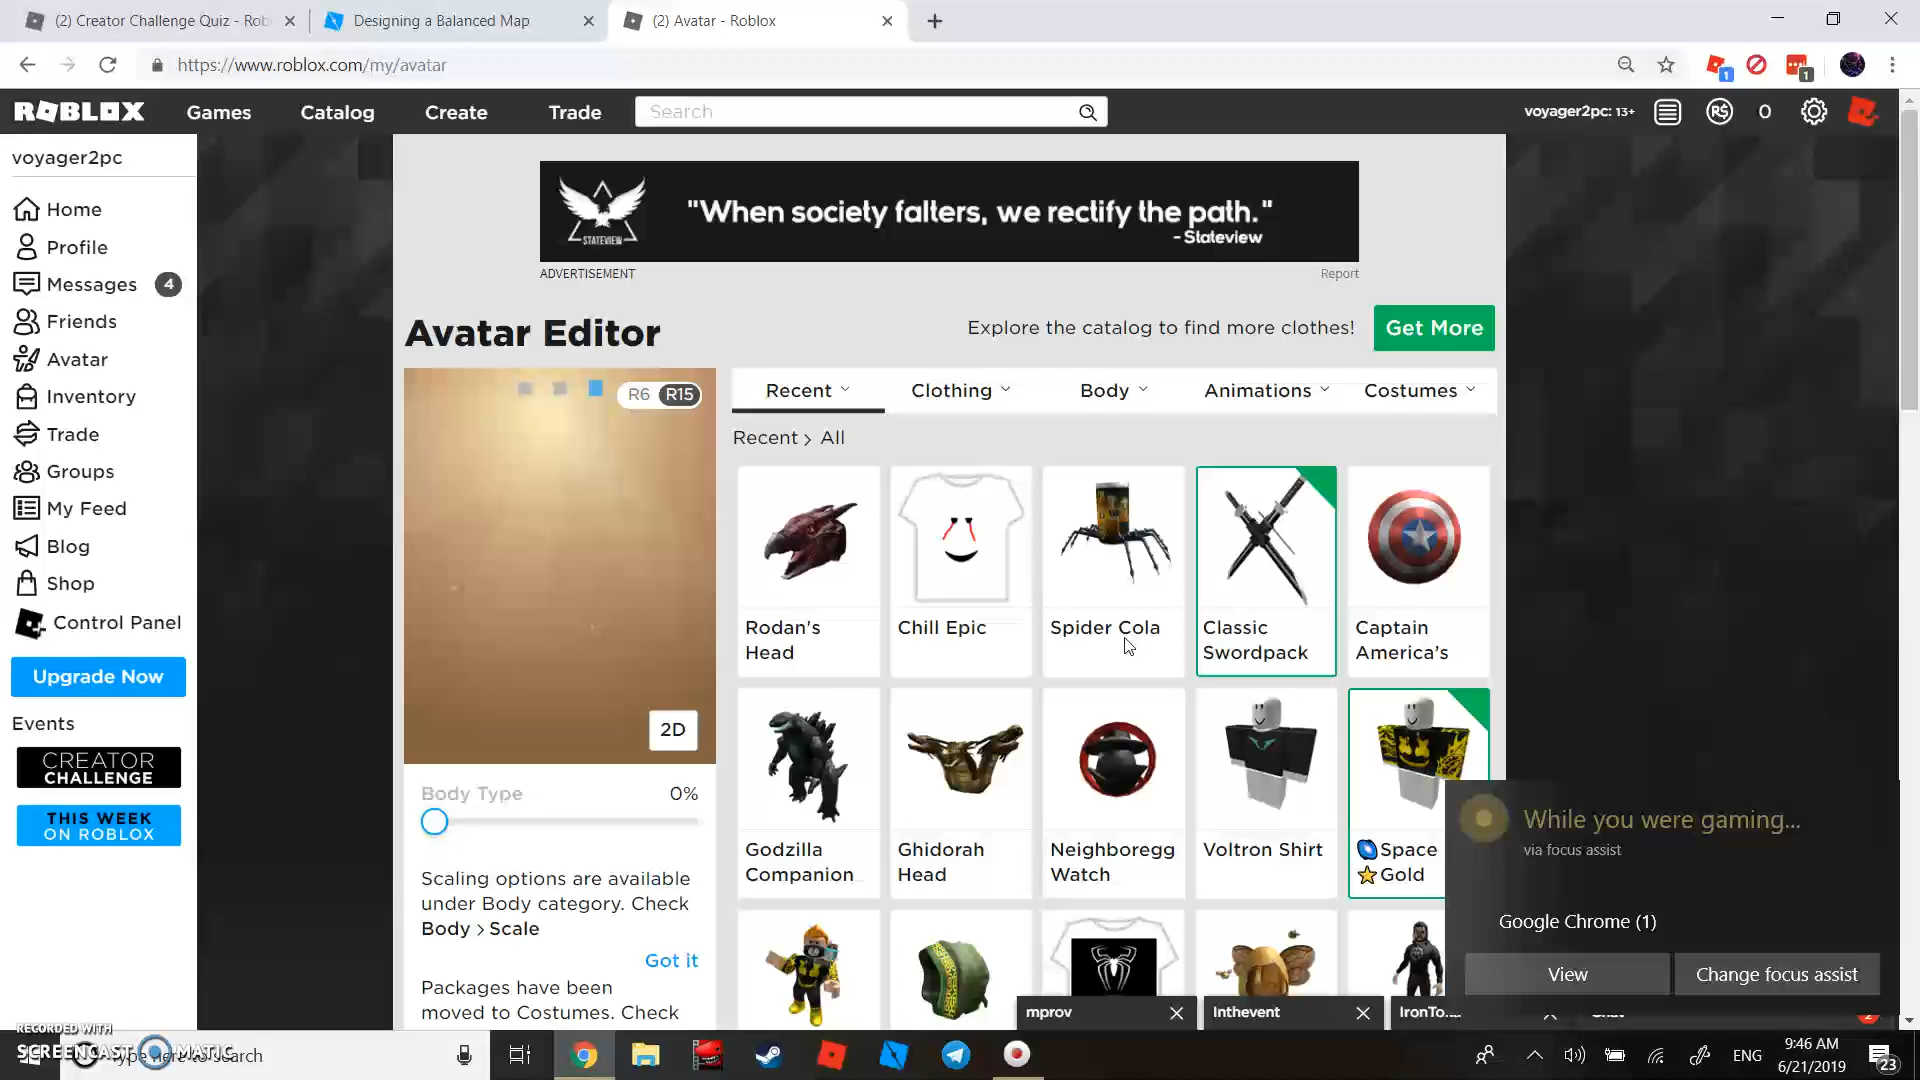 (2) Creator Challenge Quiz - Rob
Designing a Balanced Map
(2) Avatar - Roblox
https://www.roblox.com/my/avatar
1
1
ROBLOX
Games
Catalog
Create
Trade
Search
voyager2pc: 13+
R$
0
voyager2pc
Home
Profile
Messages
4
Friends
Avatar
Inventory
Trade
Groups
My Feed
Blog
Shop
Control Panel
Upgrade Now
Events
CREATOR
CHALLENGE
THIS WEEK
ON ROBLOX
STATEVIEW
"When society falters, we rectify the path."
- Stateview
ADVERTISEMENT
Report
Avatar Editor
Explore the catalog to find more clothes!
Get More
R6
R15
2D
Body Type
0%
Scaling options are available
under Body category. Check
Body > Scale
Got it
Packages have been
moved to Costumes. Check
Recent
Clothing
Body
Animations
Costumes
Recent > All
Rodan's
Head
Chill Epic
Spider Cola
Classic
Swordpack
Captain
America's
Godzilla
Companion
Ghidorah
Head
Neighboregg
Watch
Voltron Shirt
Space
Gold
While you were gaming...
via focus assist
Google Chrome (1)
View
Change focus assist
mprov
Inthevent
IronTo...
Chat
2
RECORDED WITH
SCREENCAST MATIC
Type here to search
ENG
9:46 AM
6/21/2019
23